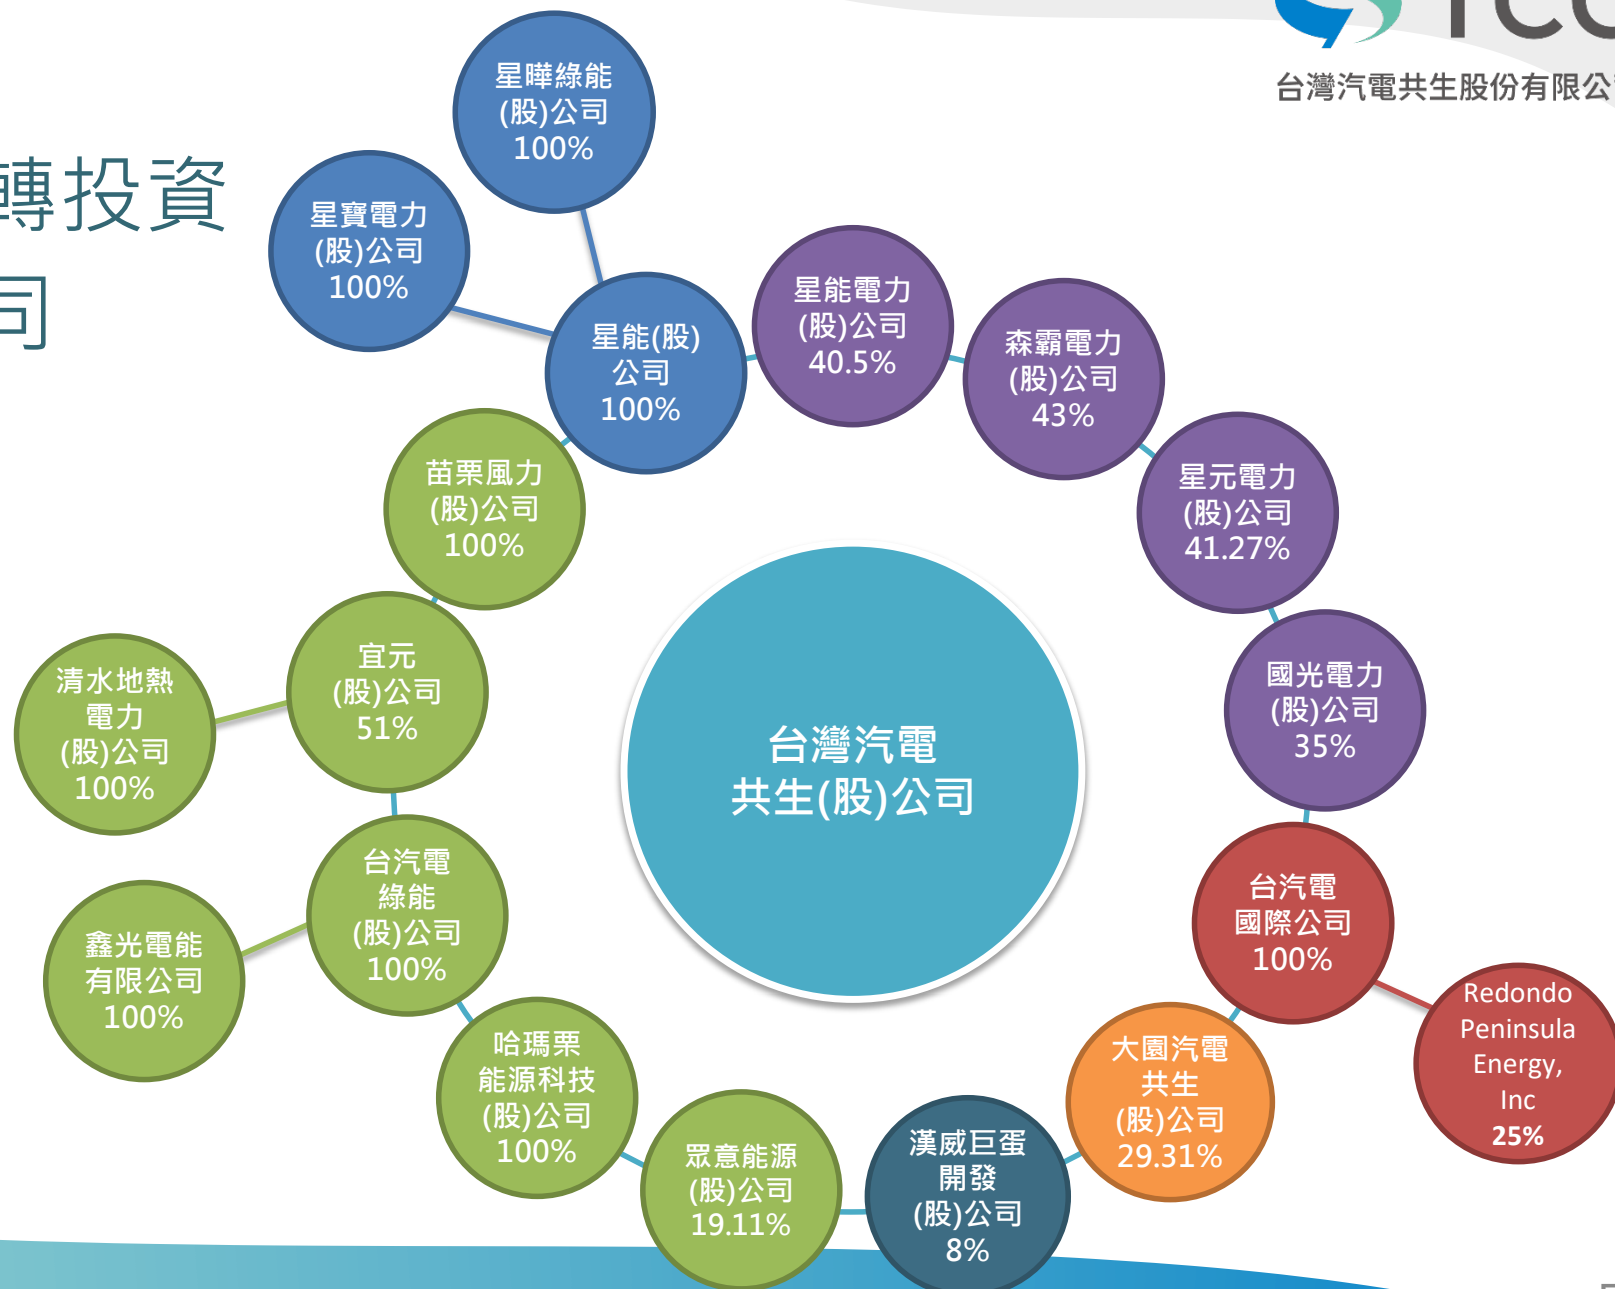 TCC
台灣汽電共生股份有限公
轉投資
司
星曄綠能
(股)公司
100%
星寶電力
(股)公司
100%
星能(股)
公司
100%
星能電力
(股)公司
40.5%
森霸電力
(股)公司
43%
星元電力
(股)公司
41.27%
國光電力
(股)公司
35%
台汽電
國際公司
100%
Redondo
Peninsula
Energy,
Inc
25%
大園汽電
共生
(股)公司
29.31%
漢威巨蛋
開發
(股)公司
8%
眾意能源
(股)公司
19.11%
哈瑪栗
能源科技
(股)公司
100%
台汽電
綠能
(股)公司
100%
鑫光電能
有限公司
100%
宜元
(股)公司
51%
清水地熱
電力
(股)公司
100%
苗栗風力
(股)公司
100%
台灣汽電
共生(股)公司